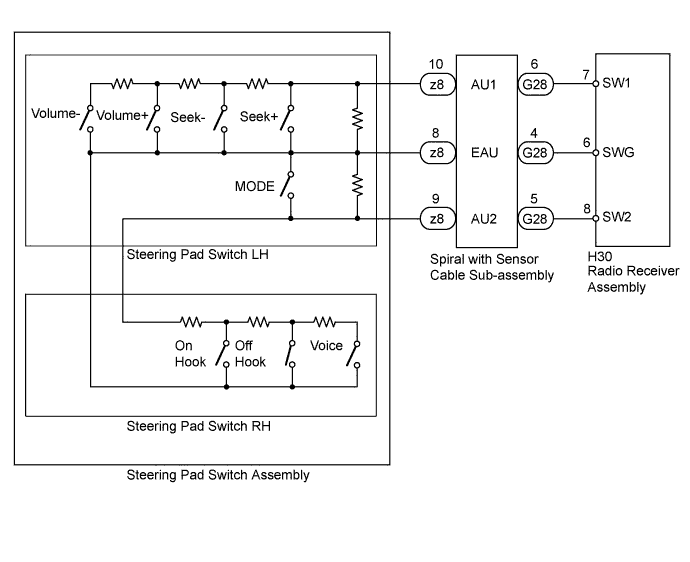 10
6
7
z8
AU1
G28
SW1
Volume-
Volume+
Seek-
Seek+
8
4
6
z8
EAU
G28
SWG
MODE
9
5
8
z8
AU2
G28
SW2
Steering Pad Switch LH
Spiral with Sensor
Cable Sub-assembly
H30
Radio Receiver
Assembly
On
Hook
Off
Hook
Voice
Steering Pad Switch RH
Steering Pad Switch Assembly